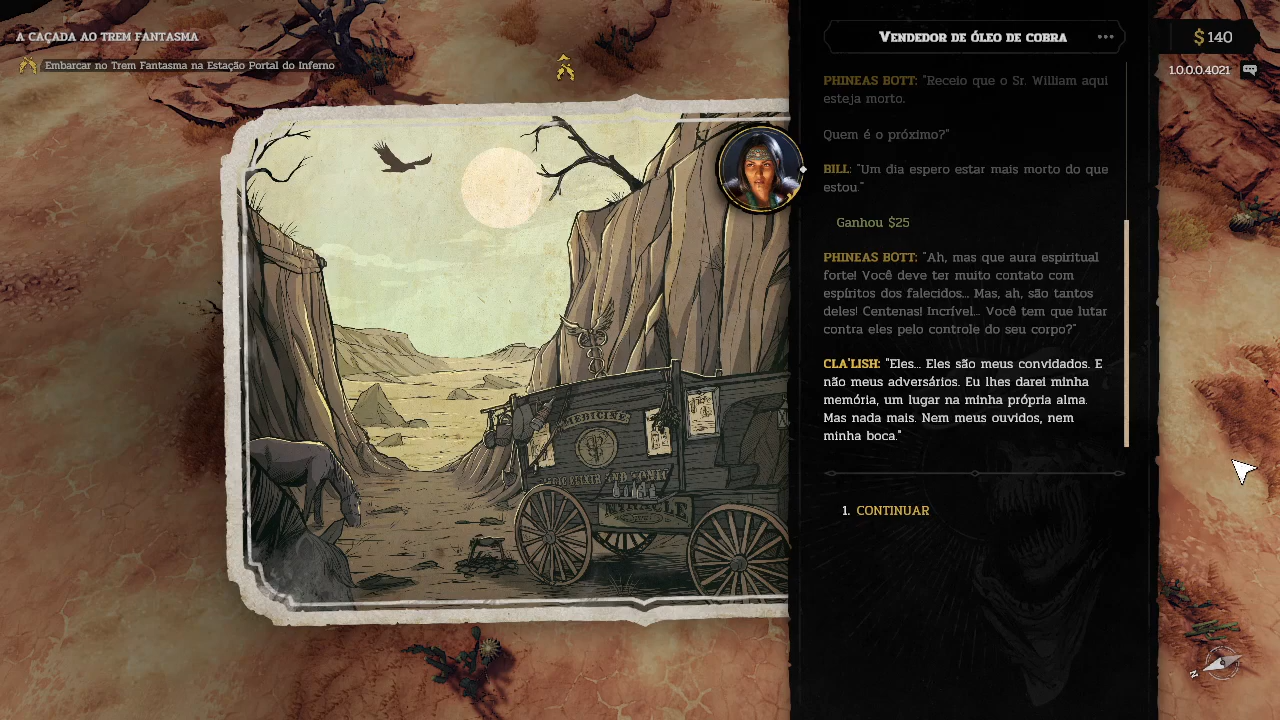 A CAÇADA AO TREM FANTASMA
Embarcar no Trem Fantasma na Estação Portal do Inferno
VENDEDOR DE ÓLEO DE COBRA
$140
1.0.0.0.4021
PHINEAS BOTT: "Receio que o Sr. William aqui
esteja morto.
Quem é o próximo?"
BILL: "Um dia espero estar mais morto do que
estou."
Ganhou $25
PHINEAS BOTT: "Ah, mas que aura espiritual
forte! Você deve ter muito contato com
espíritos dos falecidos... Mas, ah, são tantos
deles! Centenas! Incrível... Você tem que lutar
contra eles pelo controle do seu corpo?"
CLA'LISH: "Eles... Eles são meus convidados. E
não meus adversários. Eu lhes darei minha
memória, um lugar na minha própria alma.
Mas nada mais. Nem meus ouvidos, nem
minha boca."
1. CONTINUAR
MEDICINE
ELIXIR AND TONIC
MIRACLE
N